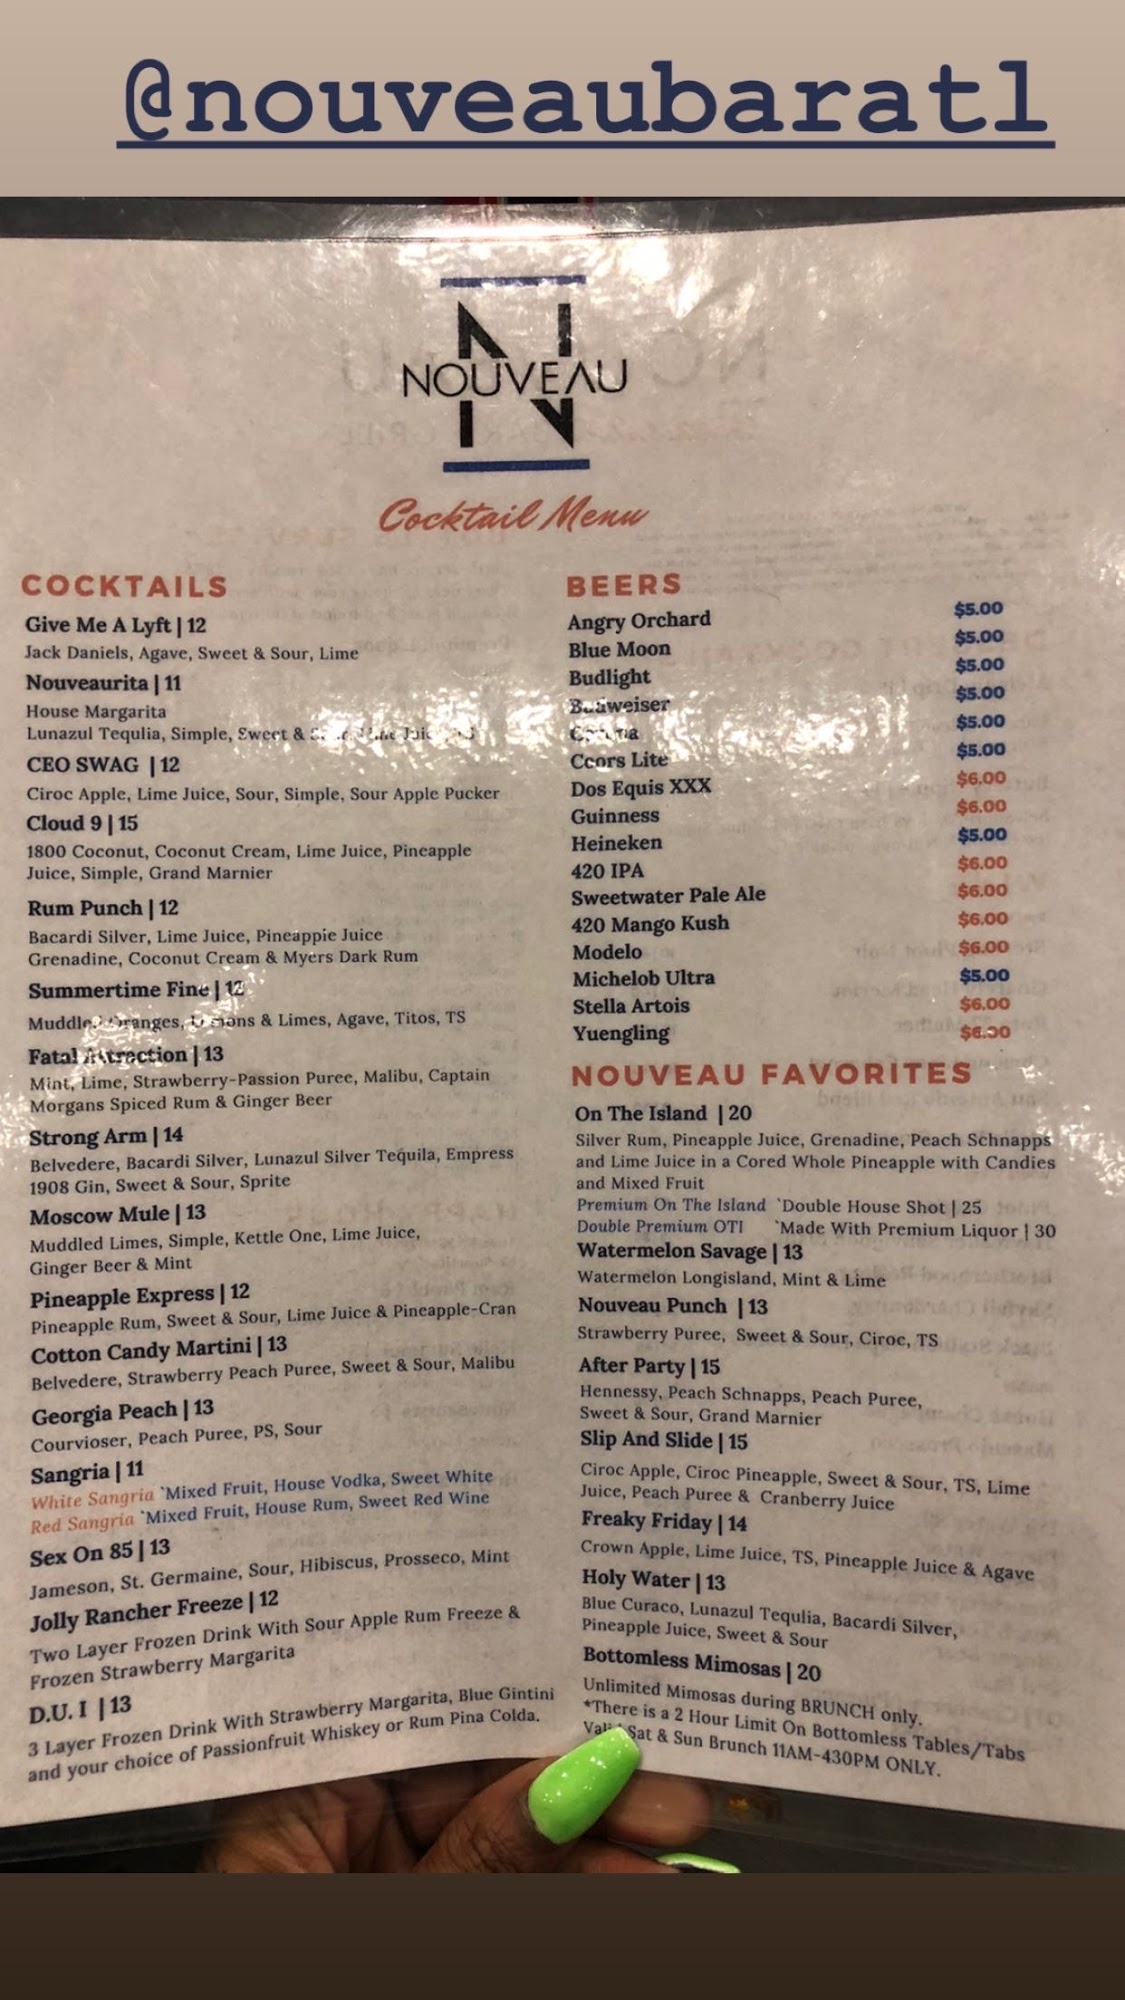 @nouveaubaratl
NOUVEAU
Cocktail Menu
COCKTAILS
Give Me A Lyft | 12
Jack Daniels, Agave, Sweet & Sour, Lime
Nouveaurita | 11
House Margarita
Lunazul Tequlia, Simple, Sweet &
CEO SWAG | 12
Ciroc Apple, Lime Juice, Sour, Simple, Sour Apple Pucker
Cloud 9 | 15
1800 Coconut, Coconut Cream, Lime Juice, Pineapple
Juice, Simple, Grand Marnier
Rum Punch | 12
Bacardi Silver, Lime Juice, Pineappie Juice
Grenadine, Coconut Cream & Myers Dark Rum
Summertime Fine |
Muddled Oranges, Lemons & Limes, Agave, Titos, TS
Fatal Attraction | 13
Mint, Lime, Strawberry-Passion Puree, Malibu, Captain
Morgans Spiced Rum & Ginger Beer
Strong Arm | 14
Belvedere, Bacardi Silver, Lunazul Silver Tequila, Empress
1908 Gin, Sweet & Sour, Sprite
Moscow Mule | 13
Muddled Limes, Simple, Kettle One, Lime Juice,
Ginger Beer & Mint
Pineapple Express | 12
Pineapple Rum, Sweet & Sour, Lime Juice & Pineapple-Cran
Cotton Candy Martini | 13
Belvedere, Strawberry Peach Puree, Sweet & Sour, Malibu
Georgia Peach | 13
Courvioser, Peach Puree, PS, Sour
Sangria | 11
White Sangria *Mixed Fruit, House Vodka, Sweet White
Red Sangria *Mixed Fruit, House Rum, Sweet Red Wine
Sex On 85 | 13
Jameson, St. Germaine, Sour, Hibiscus, Prosseco, Mint
Jolly Rancher Freeze | 12
Two Layer Frozen Drink With Sour Apple Rum Freeze &
Frozen Strawberry Margarita
D.U. I | 13
3 Layer Frozen Drink With Strawberry Margarita, Blue Gintini
and your choice of Passionfruit Whiskey or Rum Pina Colda.
BEERS
Angry Orchard $5.00
Blue Moon $5.00
Budlight $5.00
Budweiser $5.00
Corona $5.00
Coors Lite $5.00
Dos Equis XXX $6.00
Guinness $6.00
Heineken $5.00
420 IPA $6.00
Sweetwater Pale Ale $6.00
420 Mango Kush $6.00
Modelo $6.00
Michelob Ultra $5.00
Stella Artois $6.00
Yuengling $6.00
NOUVEAU FAVORITES
On The Island | 20
Silver Rum, Pineapple Juice, Grenadine, Peach Schnapps
and Lime Juice in a Cored Whole Pineapple with Candies
and Mixed Fruit
Premium On The Island *Double House Shot | 25
Double Premium OTI *Made With Premium Liquor | 30
Watermelon Savage | 13
Watermelon Longisland, Mint & Lime
Nouveau Punch | 13
Strawberry Puree, Sweet & Sour, Ciroc, TS
After Party | 15
Hennessy, Peach Schnapps, Peach Puree,
Sweet & Sour, Grand Marnier
Slip And Slide | 15
Ciroc Apple, Ciroc Pineapple, Sweet & Sour, TS, Lime
Juice, Peach Puree & Cranberry Juice
Freaky Friday | 14
Crown Apple, Lime Juice, TS, Pineapple Juice & Agave
Holy Water | 13
Blue Curaco, Lunazul Tequlia, Bacardi Silver,
Pineapple Juice, Sweet & Sour
Bottomless Mimosas | 20
Unlimited Mimosas during BRUNCH only.
*There is a 2 Hour Limit On Bottomless Tables/Tabs
Valid Sat & Sun Brunch 11AM-430PM ONLY.